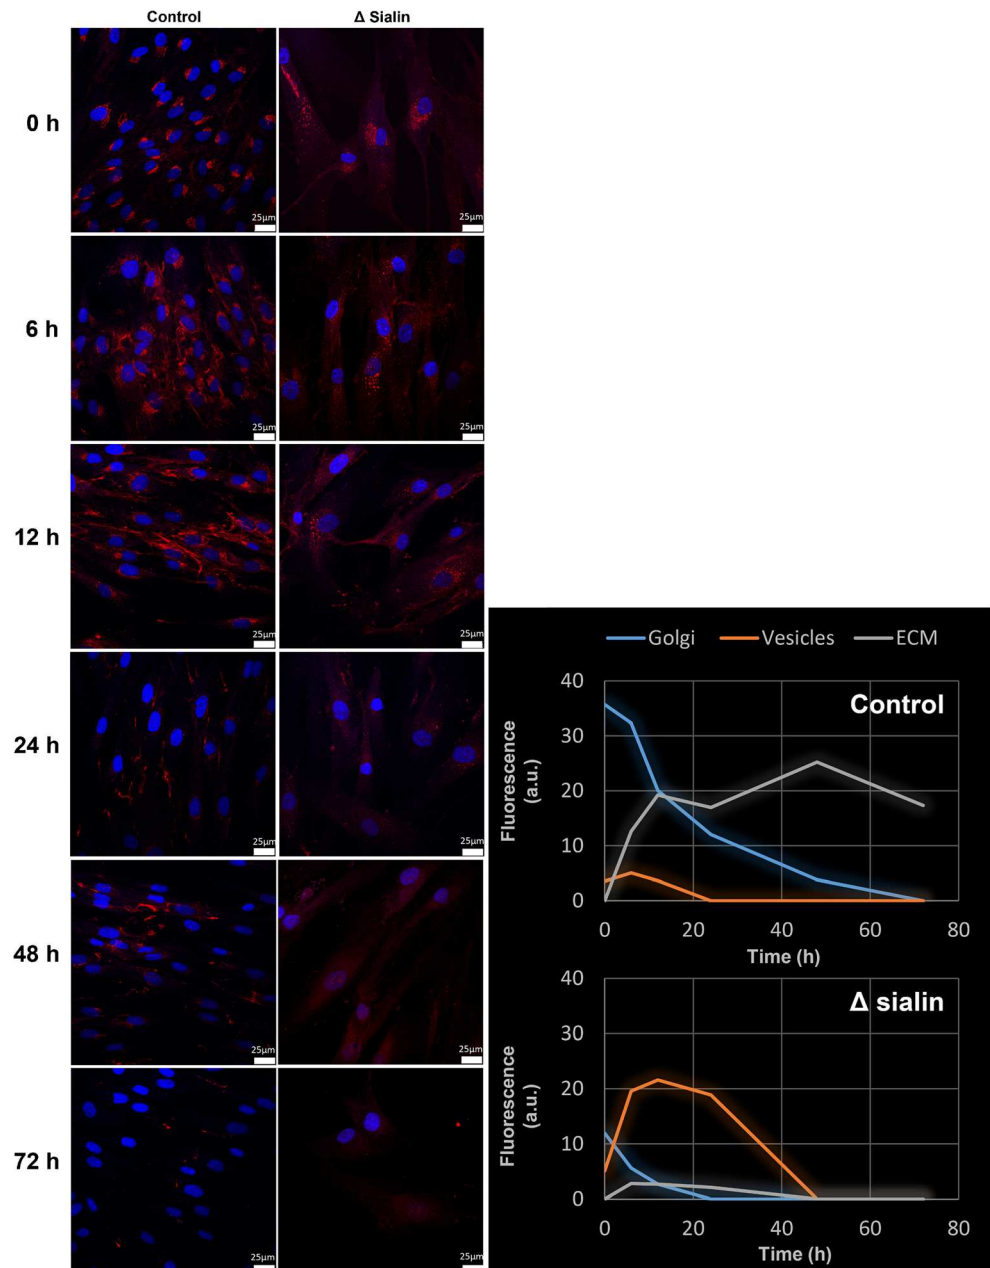 Control Δ Sialin
0 h
25µm 25µm
6 h
25µm 25µm
12 h
25µm 25µm
24 h
25µm 25µm
48 h
25µm 25µm
72 h
25µm 25µm
Golgi Vesicles ECM
Control
Fluorescence
(a.u.)
40
30
20
10
0
0 20 40 60 80
Time (h)
Δ sialin
Fluorescence
(a.u.)
40
30
20
10
0
0 20 40 60 80
Time (h)